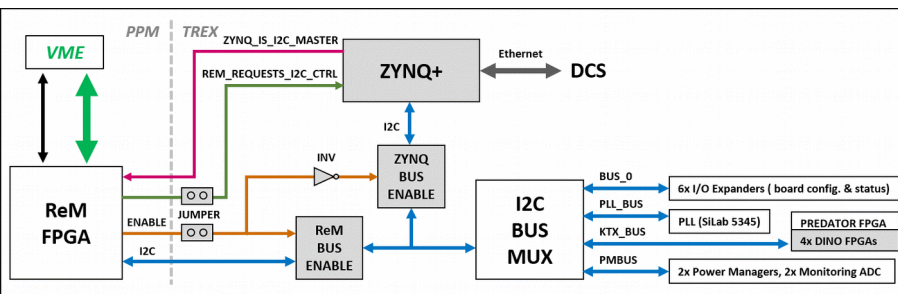 PPM
TREX
VME
ZYNQ_IS_I2C_MASTER
REM_REQUESTS_I2C_CTRL
ZYNQ+
Ethernet
DCS
I2C
INV
ZYNQ
BUS
ENABLE
ReM
FPGA
JUMPER
ENABLE
I2C
ReM
BUS
ENABLE
I2C
BUS
MUX
BUS_0
6x I/O Expanders ( board config. & status)
PLL_BUS
PLL (SiLab 5345)
KTX_BUS
PREDATOR FPGA
4x DINO FPGAs
PMBUS
2x Power Managers, 2x Monitoring ADC